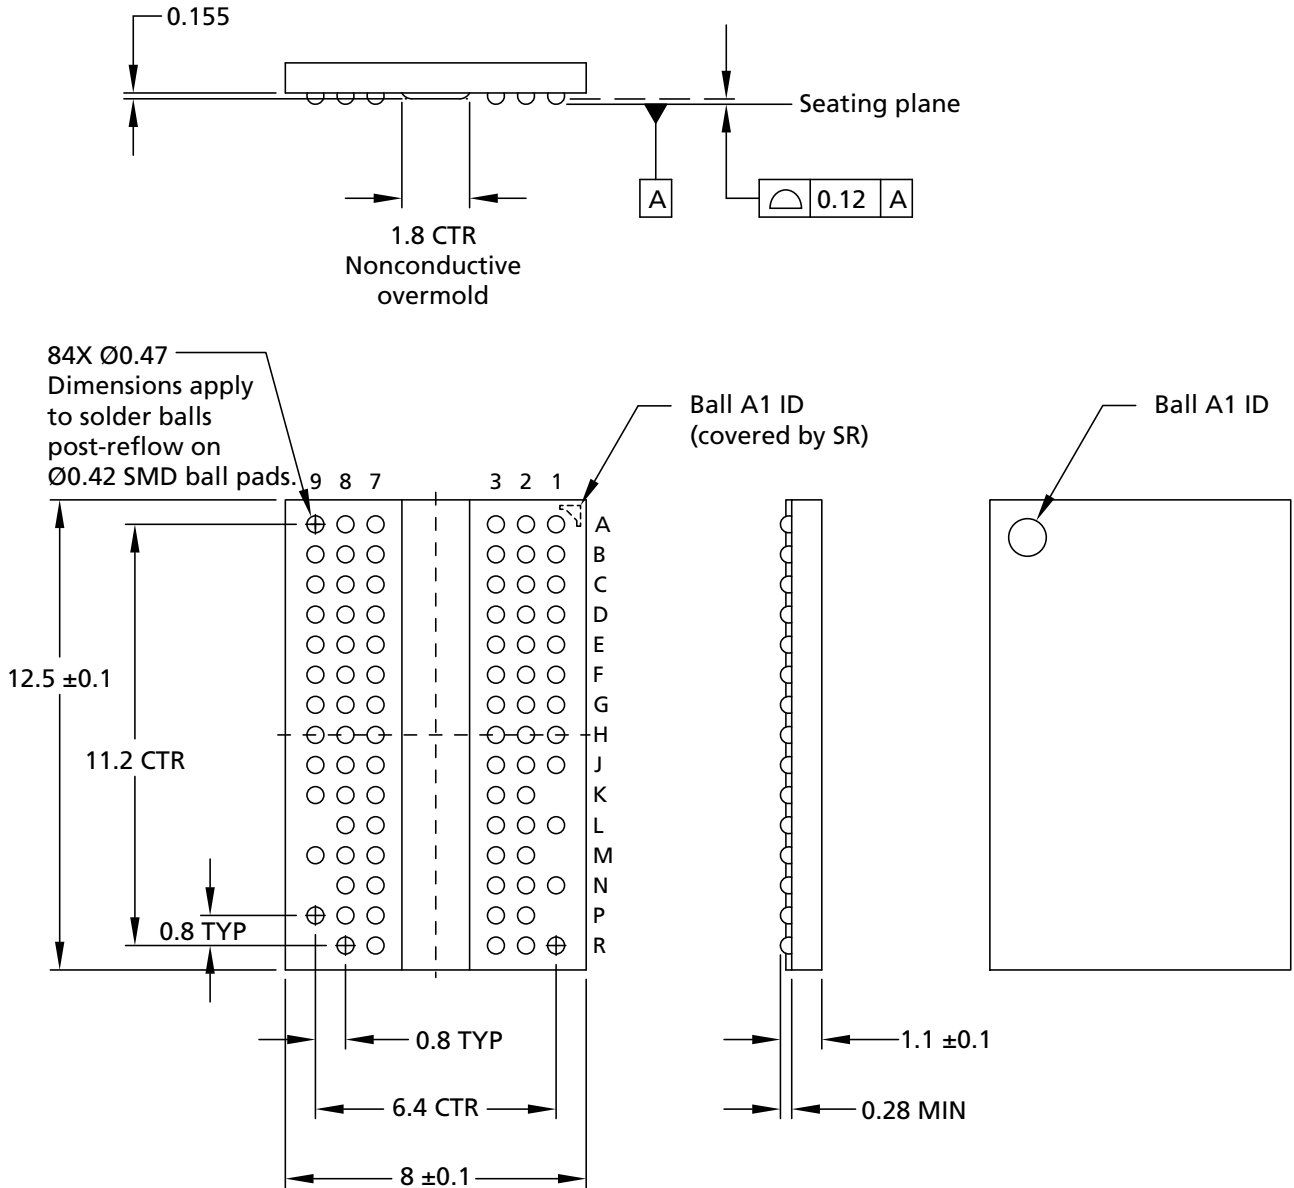 0.155
Seating plane
A
0.12 A
1.8 CTR
Nonconductive
overmold
84X Ø0.47
Dimensions apply
to solder balls
post-reflow on
Ø0.42 SMD ball pads.
Ball A1 ID
(covered by SR)
Ball A1 ID
9 8 7 3 2 1
A
B
C
D
E
F
G
H
J
K
L
M
N
P
R
12.5 ±0.1
11.2 CTR
0.8 TYP
0.8 TYP
1.1 ±0.1
6.4 CTR
0.28 MIN
8 ±0.1